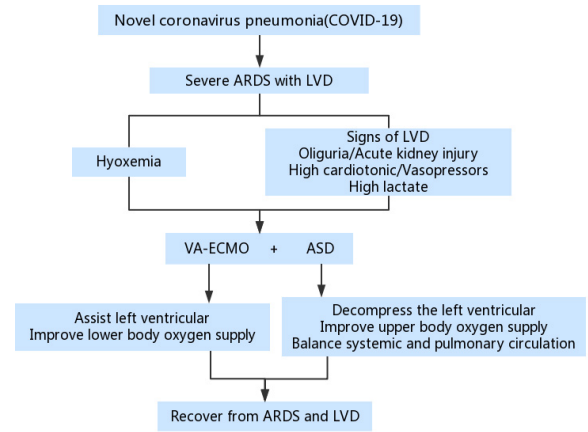 Novel coronavirus pneumonia(COVID-19)
Severe ARDS with LVD
Hyoxemia
Signs of LVD
Oliguria/Acute kidney injury
High cardiotonic/Vasopressors
High lactate
VA-ECMO + ASD
Assist left ventricular
Improve lower body oxygen supply
Decompress the left ventricular
Improve upper body oxygen supply
Balance systemic and pulmonary circulation
Recover from ARDS and LVD